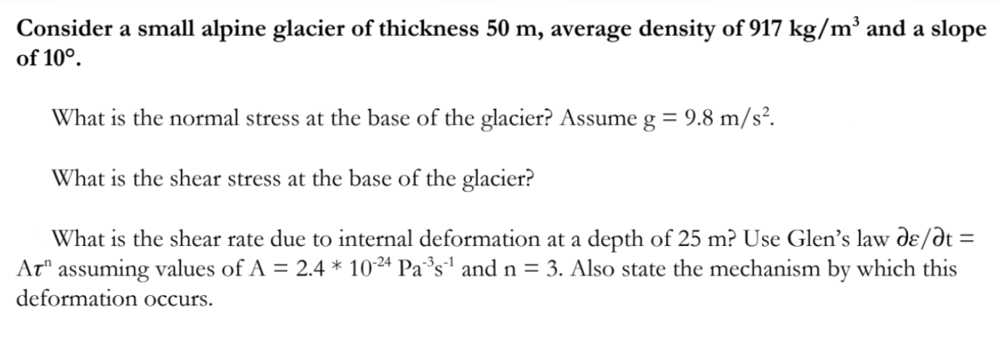 Consider a small alpine glacier of thickness 50 m, average density of 917 kg/m³ and a slope
of 10º.
What is the normal stress at the base of the glacier? Assume g = 9.8 m/s².
What is the shear stress at the base of the glacier?
What is the shear rate due to internal deformation at a depth of 25 m? Use Glen’s law ∂ε/∂t =
Aτⁿ assuming values of A = 2.4 * 10⁻²⁴ Pa⁻³s⁻¹ and n = 3. Also state the mechanism by which this
deformation occurs.